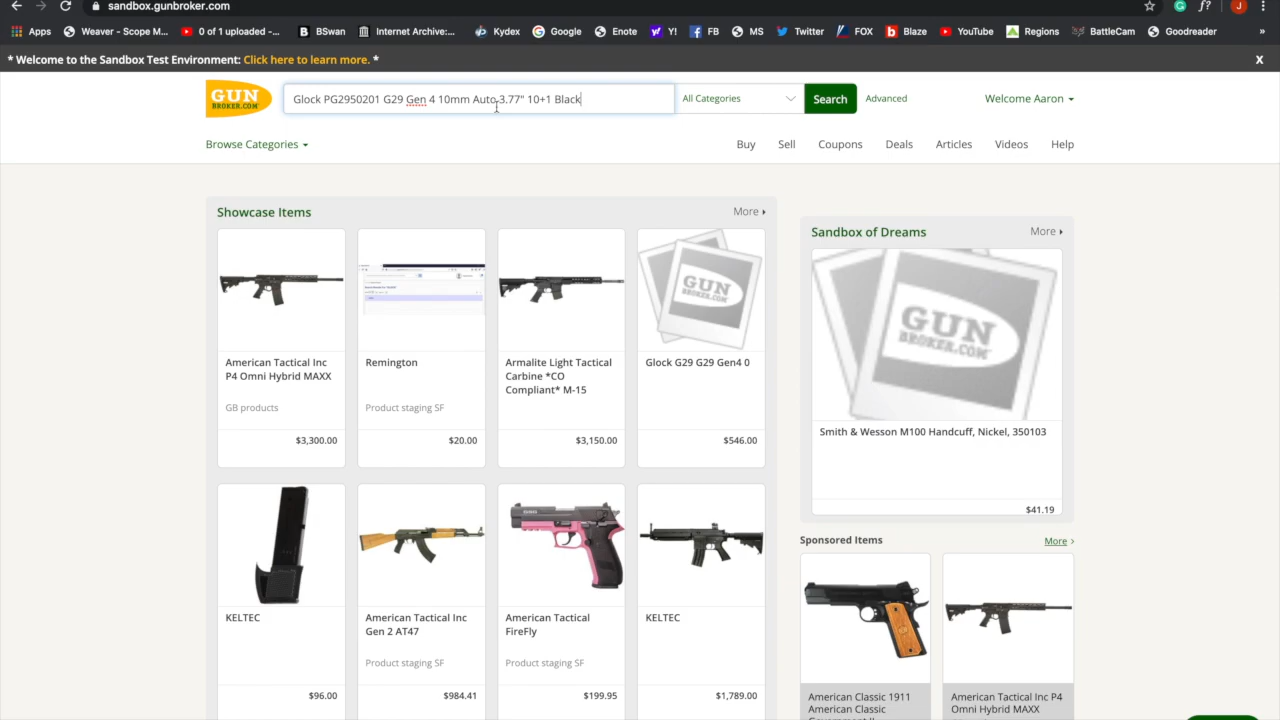 sandbox.gunbroker.com
J
Apps
Weaver - Scope M...
0 of 1 uploaded -...
BSwan
Internet Archive:...
Kydex
Google
Enote
Y!
FB
MS
Twitter
FOX
Blaze
YouTube
Regions
BattleCam
Goodreader
»
* Welcome to the Sandbox Test Environment: Click here to learn more. *
X
GUN
BROKER.COM
Glock PG2950201 G29 Gen 4 10mm Auto 3.77" 10+1 Black
All Categories
Search
Advanced
Welcome Aaron
Browse Categories
Buy
Sell
Coupons
Deals
Articles
Videos
Help
Showcase Items
More
American Tactical Inc
P4 Omni Hybrid MAXX
GB products
$3,300.00
Remington
Product staging SF
$20.00
Armalite Light Tactical
Carbine *CO
Compliant* M-15
$3,150.00
GUN
BROKER.COM
Glock G29 G29 Gen4 0
$546.00
KELTEC
$96.00
American Tactical Inc
Gen 2 AT47
Product staging SF
$984.41
American Tactical
FireFly
Product staging SF
$199.95
KELTEC
$1,789.00
Sandbox of Dreams
More
GUN
BROKER.COM
Smith & Wesson M100 Handcuff, Nickel, 350103
$41.19
Sponsored Items
More
American Classic 1911
American Classic
American Tactical Inc P4
Omni Hybrid MAXX